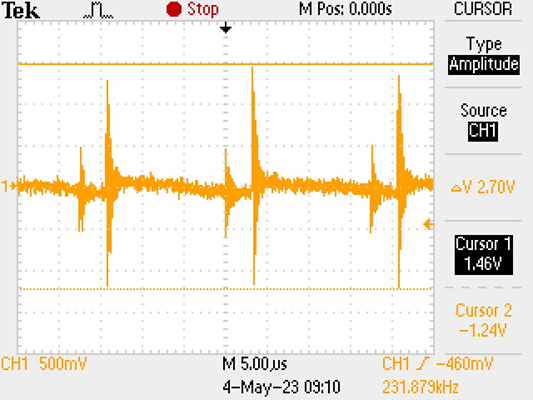 Tek Stop M Pos: 0.000s CURSOR
Type
Amplitude
Source
CH1
1
△V 2.70V
Cursor 1
1.46V
Cursor 2
-1.24V
CH1 500mV M 5.00µs CH1 -460mV
4-May-23 09:10 231.879kHz